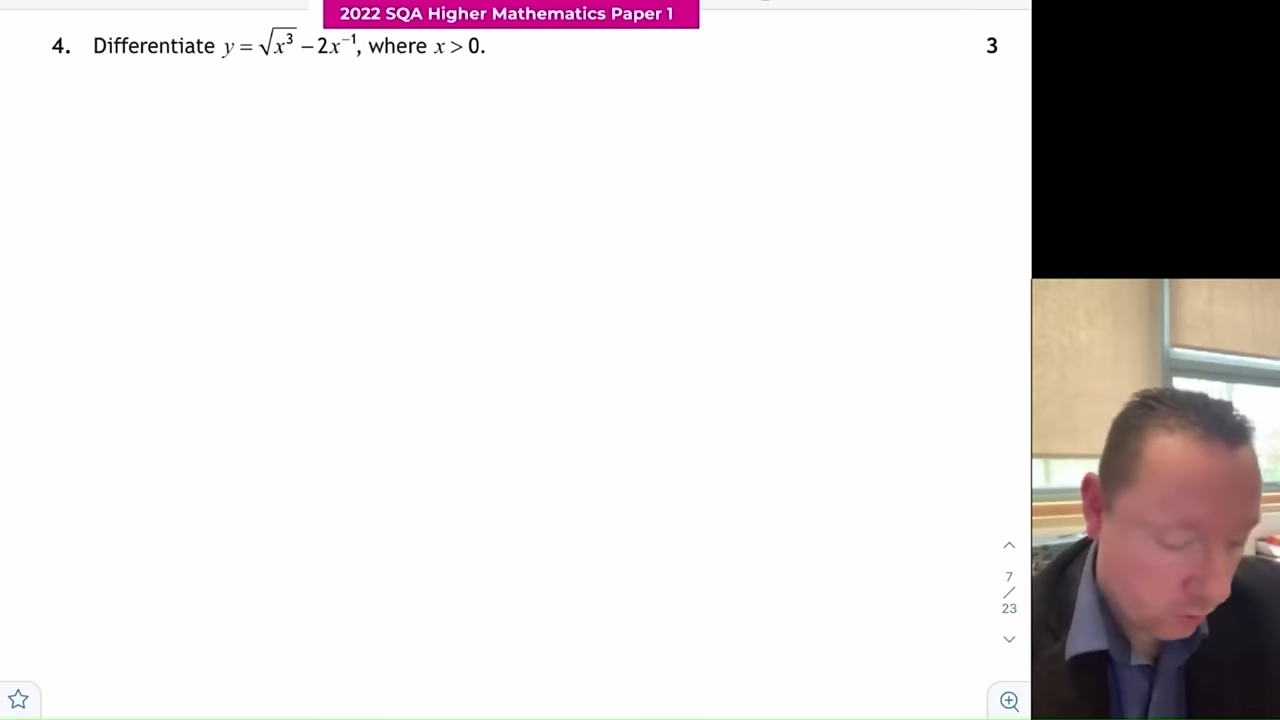 2022 SQA Higher Mathematics Paper 1
4. Differentiate y = √x³ − 2x⁻¹, where x > 0. 3
7
/
23